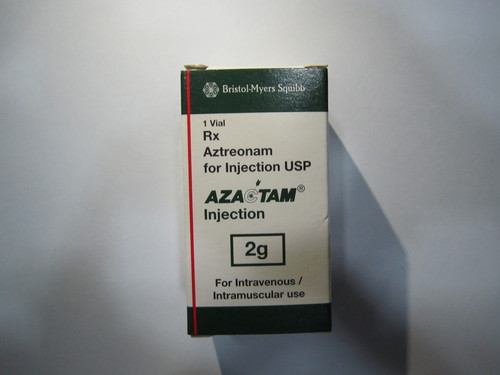 Bristol-Myers Squibb
1 Vial
Rx
Aztreonam
for Injection USP
AZACTAM®
Injection
2g
For Intravenous /
Intramuscular use